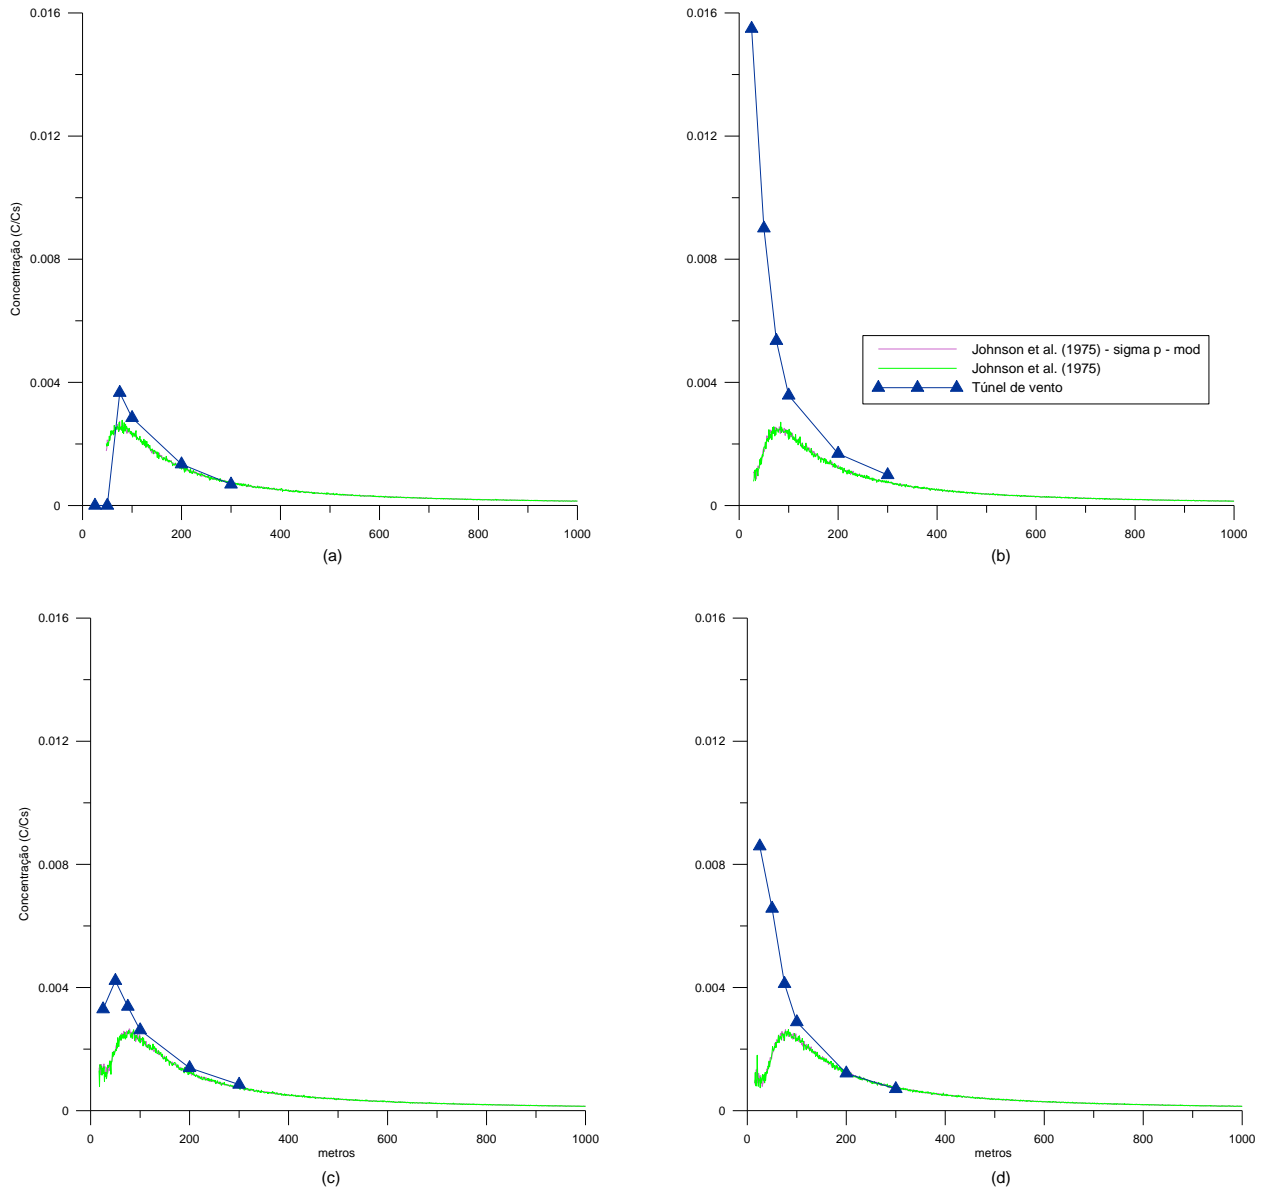 0.016
0.012
0.008
0.004
0
Concentração (C/Cs)
0 200 400 600 800 1000
(a)
0.016
0.012
0.008
0.004
0
Johnson et al. (1975) - sigma p - mod
Johnson et al. (1975)
Túnel de vento
0 200 400 600 800 1000
(b)
0.016
0.012
0.008
0.004
0
Concentração (C/Cs)
0 200 400 600 800 1000
metros
(c)
0.016
0.012
0.008
0.004
0
0 200 400 600 800 1000
metros
(d)